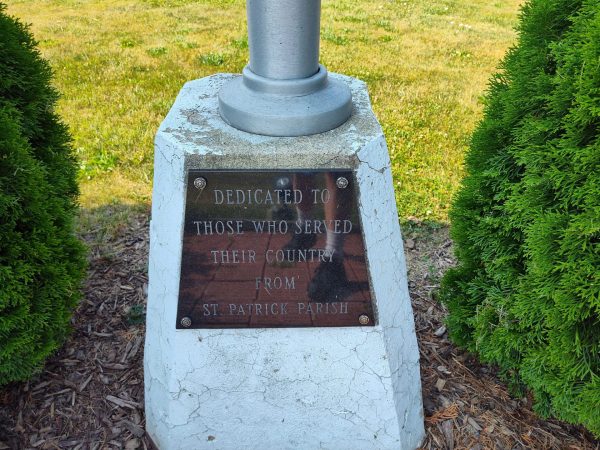 DEDICATED TO
THOSE WHO SERVED
THEIR COUNTRY
FROM
ST. PATRICK PARISH